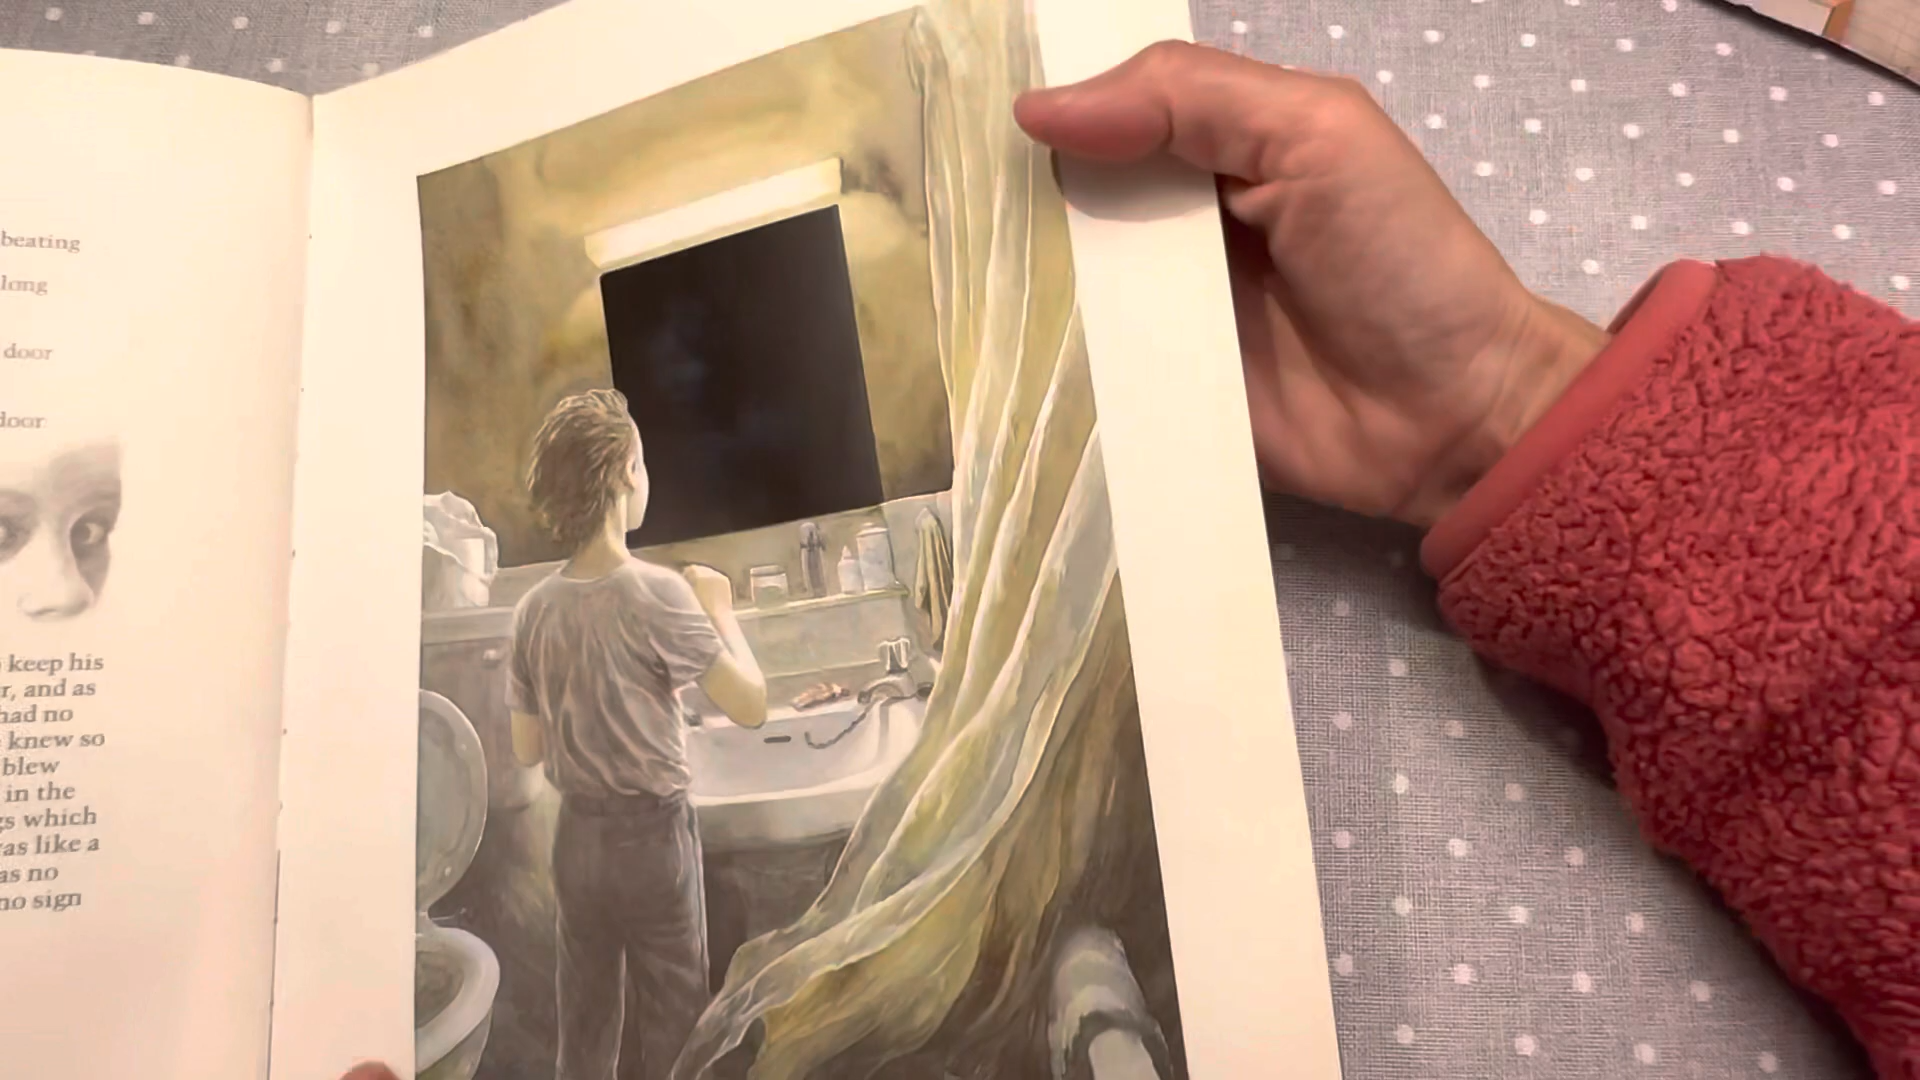 beating
long
door
door
keep his
r, and as
had no
knew so
blew
in the
gs which
as like a
as no
no sign